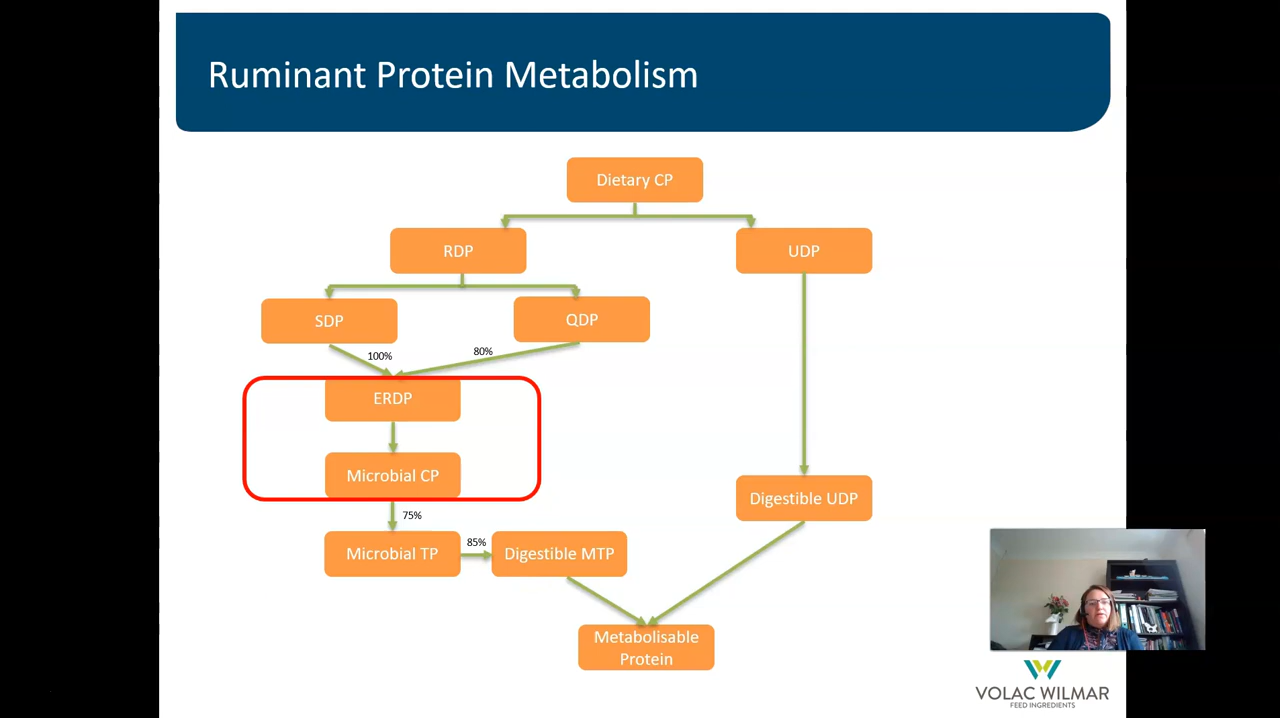 Ruminant Protein Metabolism
Dietary CP
RDP
UDP
SDP
QDP
100%
80%
ERDP
Microbial CP
75%
Digestible UDP
Microbial TP
85%
Digestible MTP
Metabolisable
Protein
VOLAC WILMAR
FEED INGREDIENTS